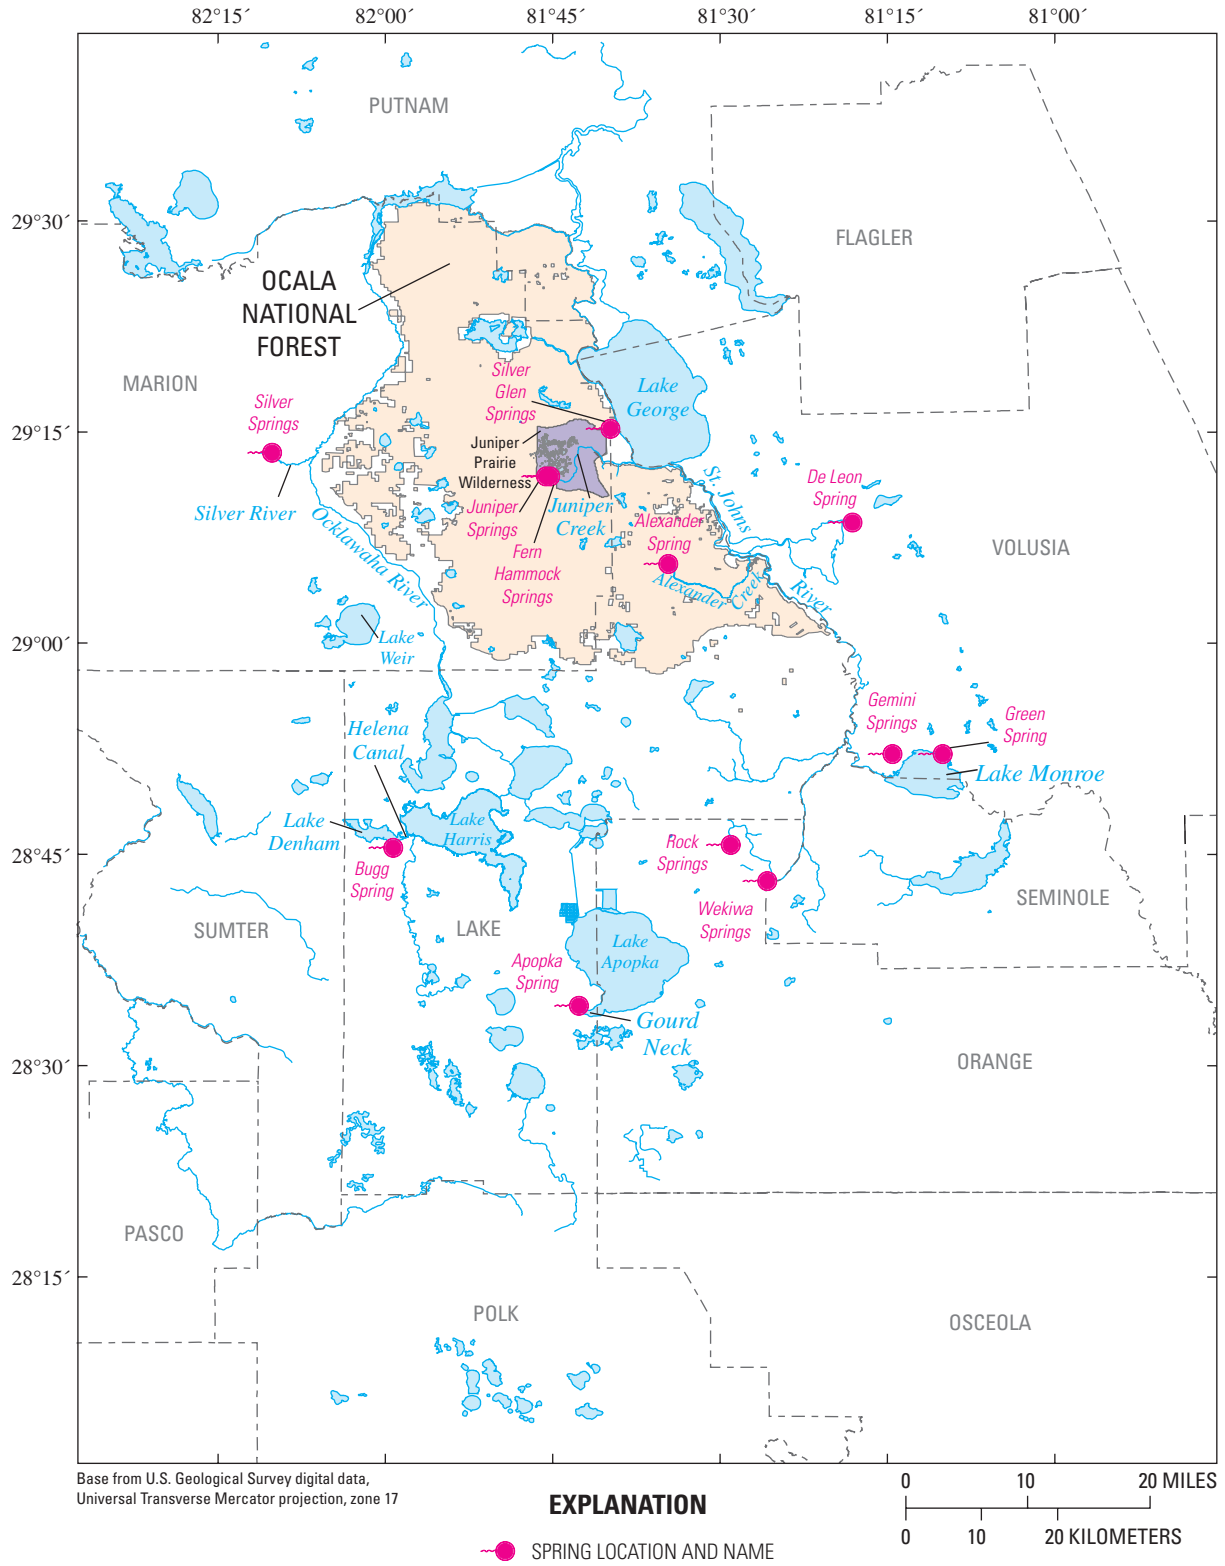 82°15´
82°00´
81°45´
81°30´
81°15´
81°00´
PUTNAM
29°30´
FLAGLER
OCALA
NATIONAL
FOREST
MARION
Silver
Glen
Springs
Lake
George
Silver
Springs
29°15´
Juniper
Prairie
Wilderness
De Leon
Spring
Silver River
Ocklawaha River
Juniper
Springs
Juniper
Creek
St. Johns
River
Alexander
Spring
Fern
Hammock
Springs
Alexander Creek
VOLUSIA
29°00´
Lake
Weir
Gemini
Springs
Green
Spring
Helena
Canal
Lake Monroe
Lake
Denham
Lake
Harris
28°45´
Bugg
Spring
Rock
Springs
Wekiwa
Springs
SEMINOLE
SUMTER
LAKE
Lake
Apopka
Apopka
Spring
Gourd
Neck
28°30´
ORANGE
PASCO
28°15´
POLK
OSCEOLA
Base from U.S. Geological Survey digital data,
Universal Transverse Mercator projection, zone 17
EXPLANATION
SPRING LOCATION AND NAME
0 10 20 MILES
0 10 20 KILOMETERS